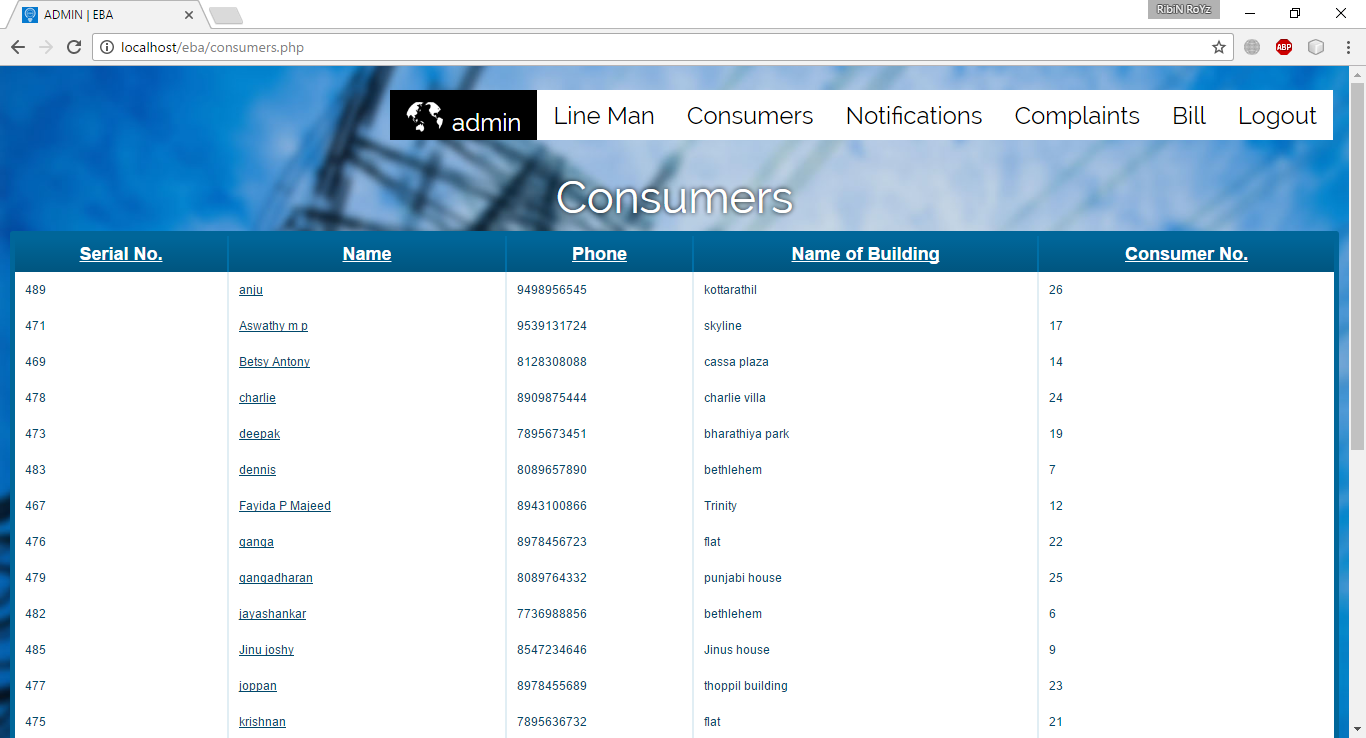 ADMIN | EBA
RibiN RoYz
localhost/eba/consumers.php
ABP
admin Line Man Consumers Notifications Complaints Bill Logout
Consumers
Serial No. Name Phone Name of Building Consumer No.
489 anju 9498956545 kottarathil 26
471 Aswathy m p 9539131724 skyline 17
469 Betsy Antony 8128308088 cassa plaza 14
478 charlie 8909875444 charlie villa 24
473 deepak 7895673451 bharathiya park 19
483 dennis 8089657890 bethlehem 7
467 Fayida P Majeed 8943100866 Trinity 12
476 ganga 8978456723 flat 22
479 gangadharan 8089764332 punjabi house 25
482 jayashankar 7736988856 bethlehem 6
485 Jinu joshy 8547234646 Jinus house 9
477 joppan 8978455689 thoppil building 23
475 krishnan 7895636732 flat 21